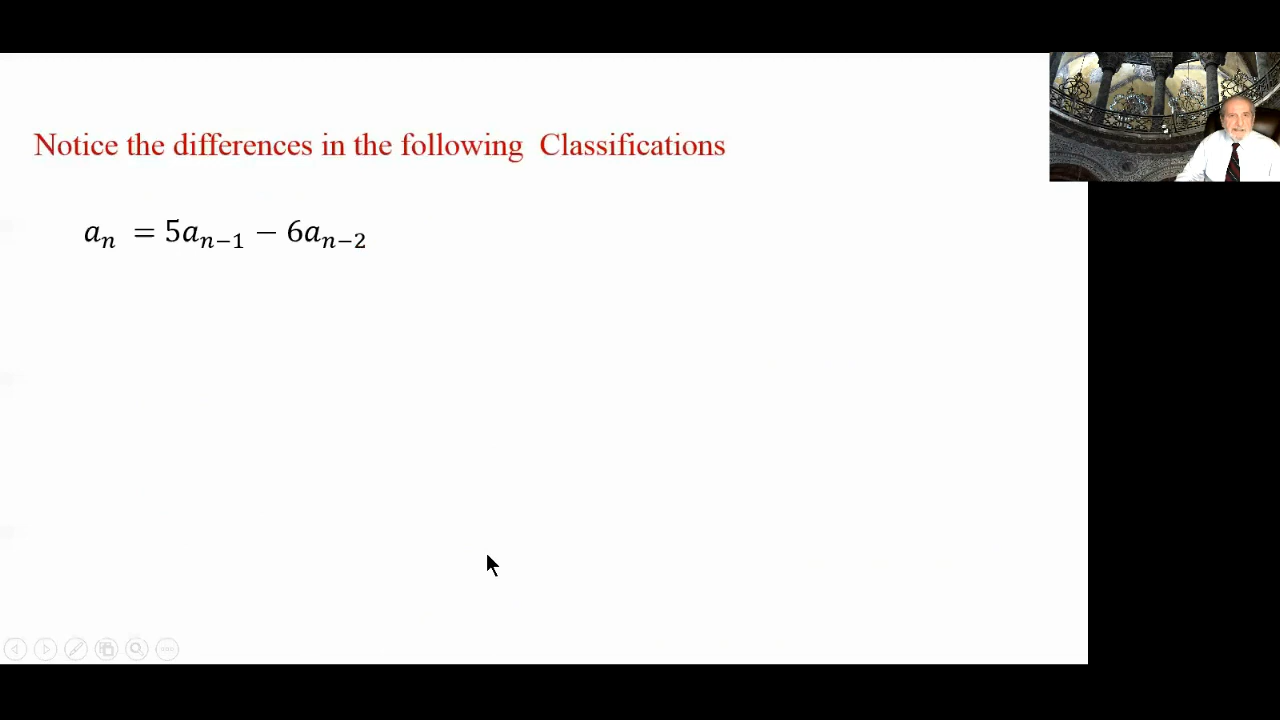 Notice the differences in the following Classifications
aₙ = 5aₙ₋₁ − 6aₙ₋₂